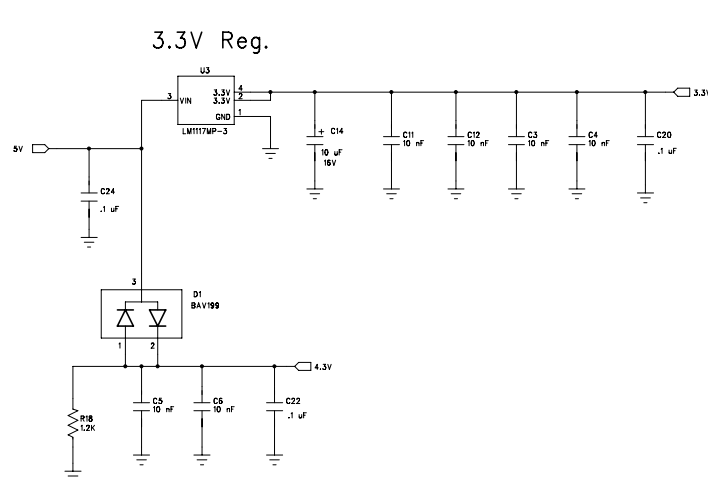 3.3V Reg.
U3
3 VIN 3.3V 4
3.3V 2
GND 1
LM1117MP-3
3.3V
5V
C24
.1 uF
+ C14
10 uF
16V
C11
10 nF
C12
10 nF
C3
10 nF
C4
10 nF
C20
.1 uF
3
D1
BAV199
1 2
4.3V
R18
1.2K
C5
10 nF
C6
10 nF
C22
.1 uF